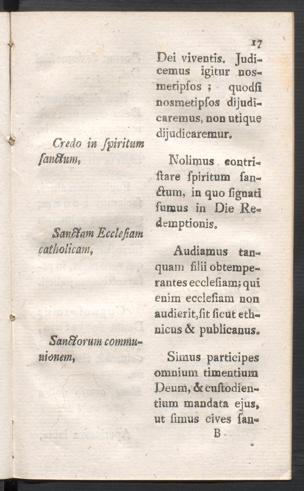 17
Dei viventis. Judi-
cemus igitur nos-
metipſos ; quodſi
nosmetipſos dijudi-
caremus, non utique
dijudicaremur.
Credo in ſpiritum
ſanctum,
Nolimus contri-
ſtare ſpiritum ſan-
ctum, in quo ſignati
ſumus in Die Re-
demptionis.
Sanctam Eccleſiam
catholicam,
Audiamus tan-
quam filii obtempe-
rantes eccleſiam; qui
enim eccleſiam non
audierit, ſit ſicut eth-
nicus & publicanus.
Sanctorum commu-
nionem,
Simus participes
omnium timentium
Deum, & cuſtodien-
tium mandata ejus,
ut ſimus cives ſan-
B